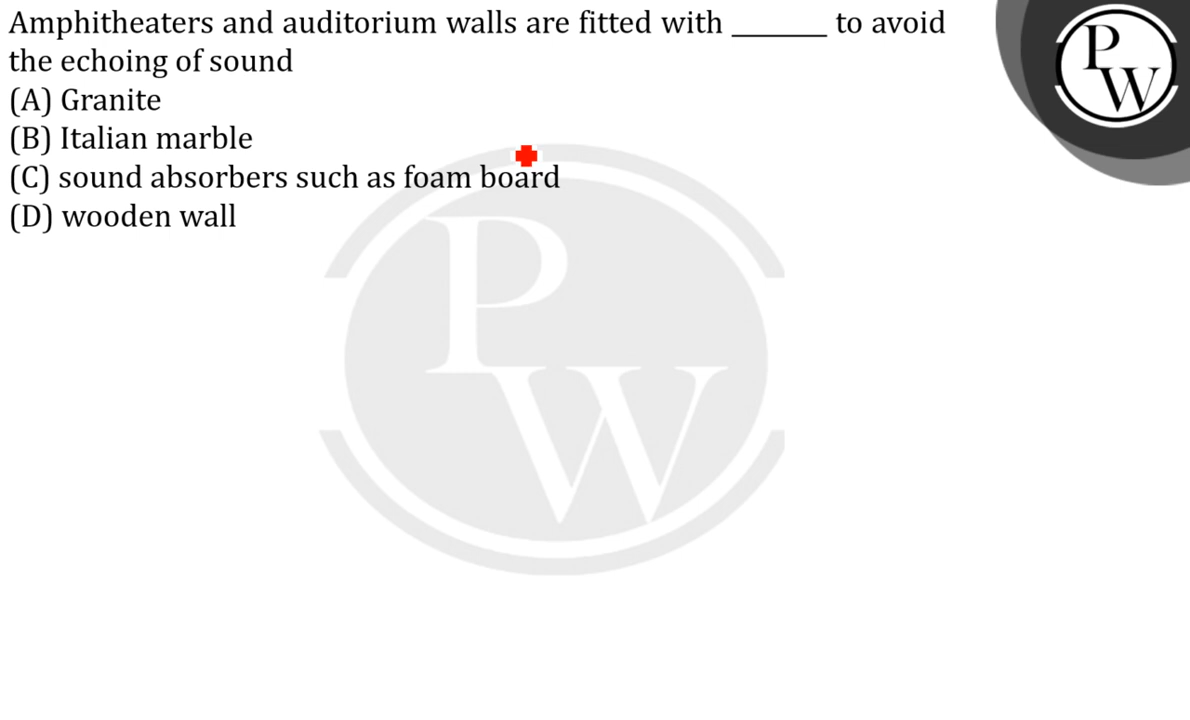 Amphitheaters and auditorium walls are fitted with _______ to avoid
the echoing of sound
(A) Granite
(B) Italian marble
(C) sound absorbers such as foam board
(D) wooden wall
P
W
P
W